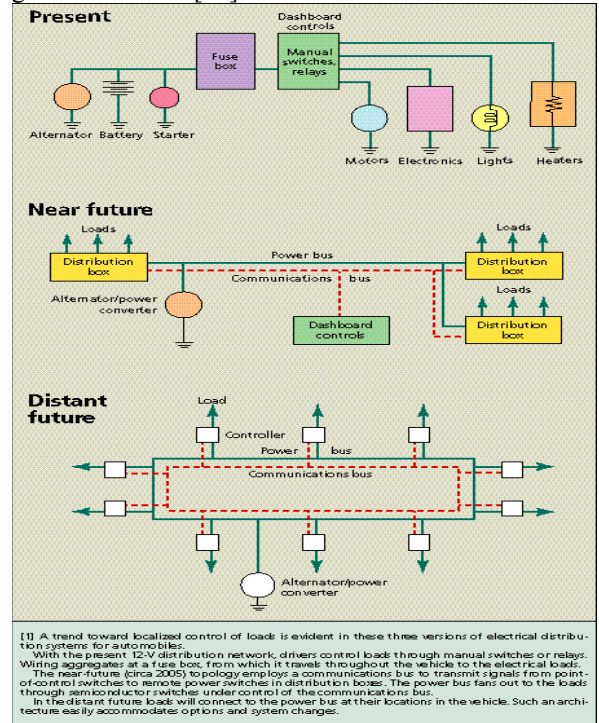 Present
Dashboard
controls
Fuse
box
Manual
switches,
relays
Alternator Battery Starter
Motors Electronics Lights Heaters
Near future
Loads
Loads
Distribution
box
Power bus
Distribution
box
Communications bus
Alternator/power
converter
Loads
Dashboard
controls
Distribution
box
Distant
future
Load
Controller
Power bus
Communications bus
Alternator/power
converter
[1] A trend toward localized control of loads is evident in these three versions of electrical distribu-
tion systems for automobiles.
With the present 12-V distribution network, drivers control loads through manual switches or relays.
Wiring aggregates at a fuse box, from which it travels throughout the vehicle to the electrical loads.
The near-future (circa 2005) topology employs a communications bus to transmit signals from point-
of-control switches to remote power switches in distribution boxes. The power bus fans out to the loads
through semiconductor switches under control of the communications bus.
In the distant future loads will connect to the power bus at their locations in the vehicle. Such an archi-
tecture easily accommodates options and system changes.